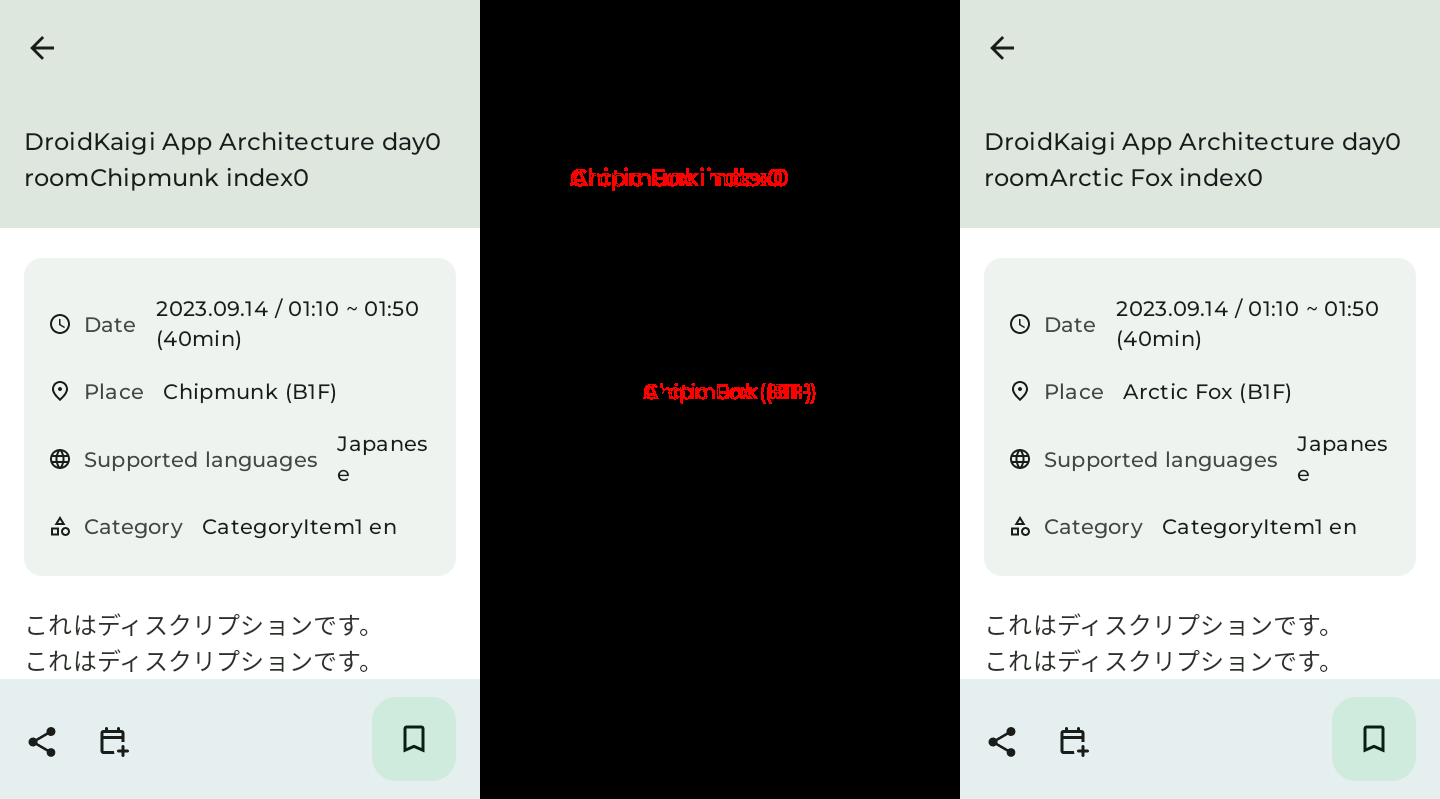 DroidKaigi App Architecture day0
roomChipmunk index0
Date
2023.09.14 / 01:10 ~ 01:50
(40min)
Place
Chipmunk (B1F)
Supported languages
Japanes
e
Category
CategoryItem1 en
これはディスクリプションです。
これはディスクリプションです。
DroidKaigi App Architecture day0
roomArctic Fox index0
Date
2023.09.14 / 01:10 ~ 01:50
(40min)
Place
Arctic Fox (B1F)
Supported languages
Japanes
e
Category
CategoryItem1 en
これはディスクリプションです。
これはディスクリプションです。